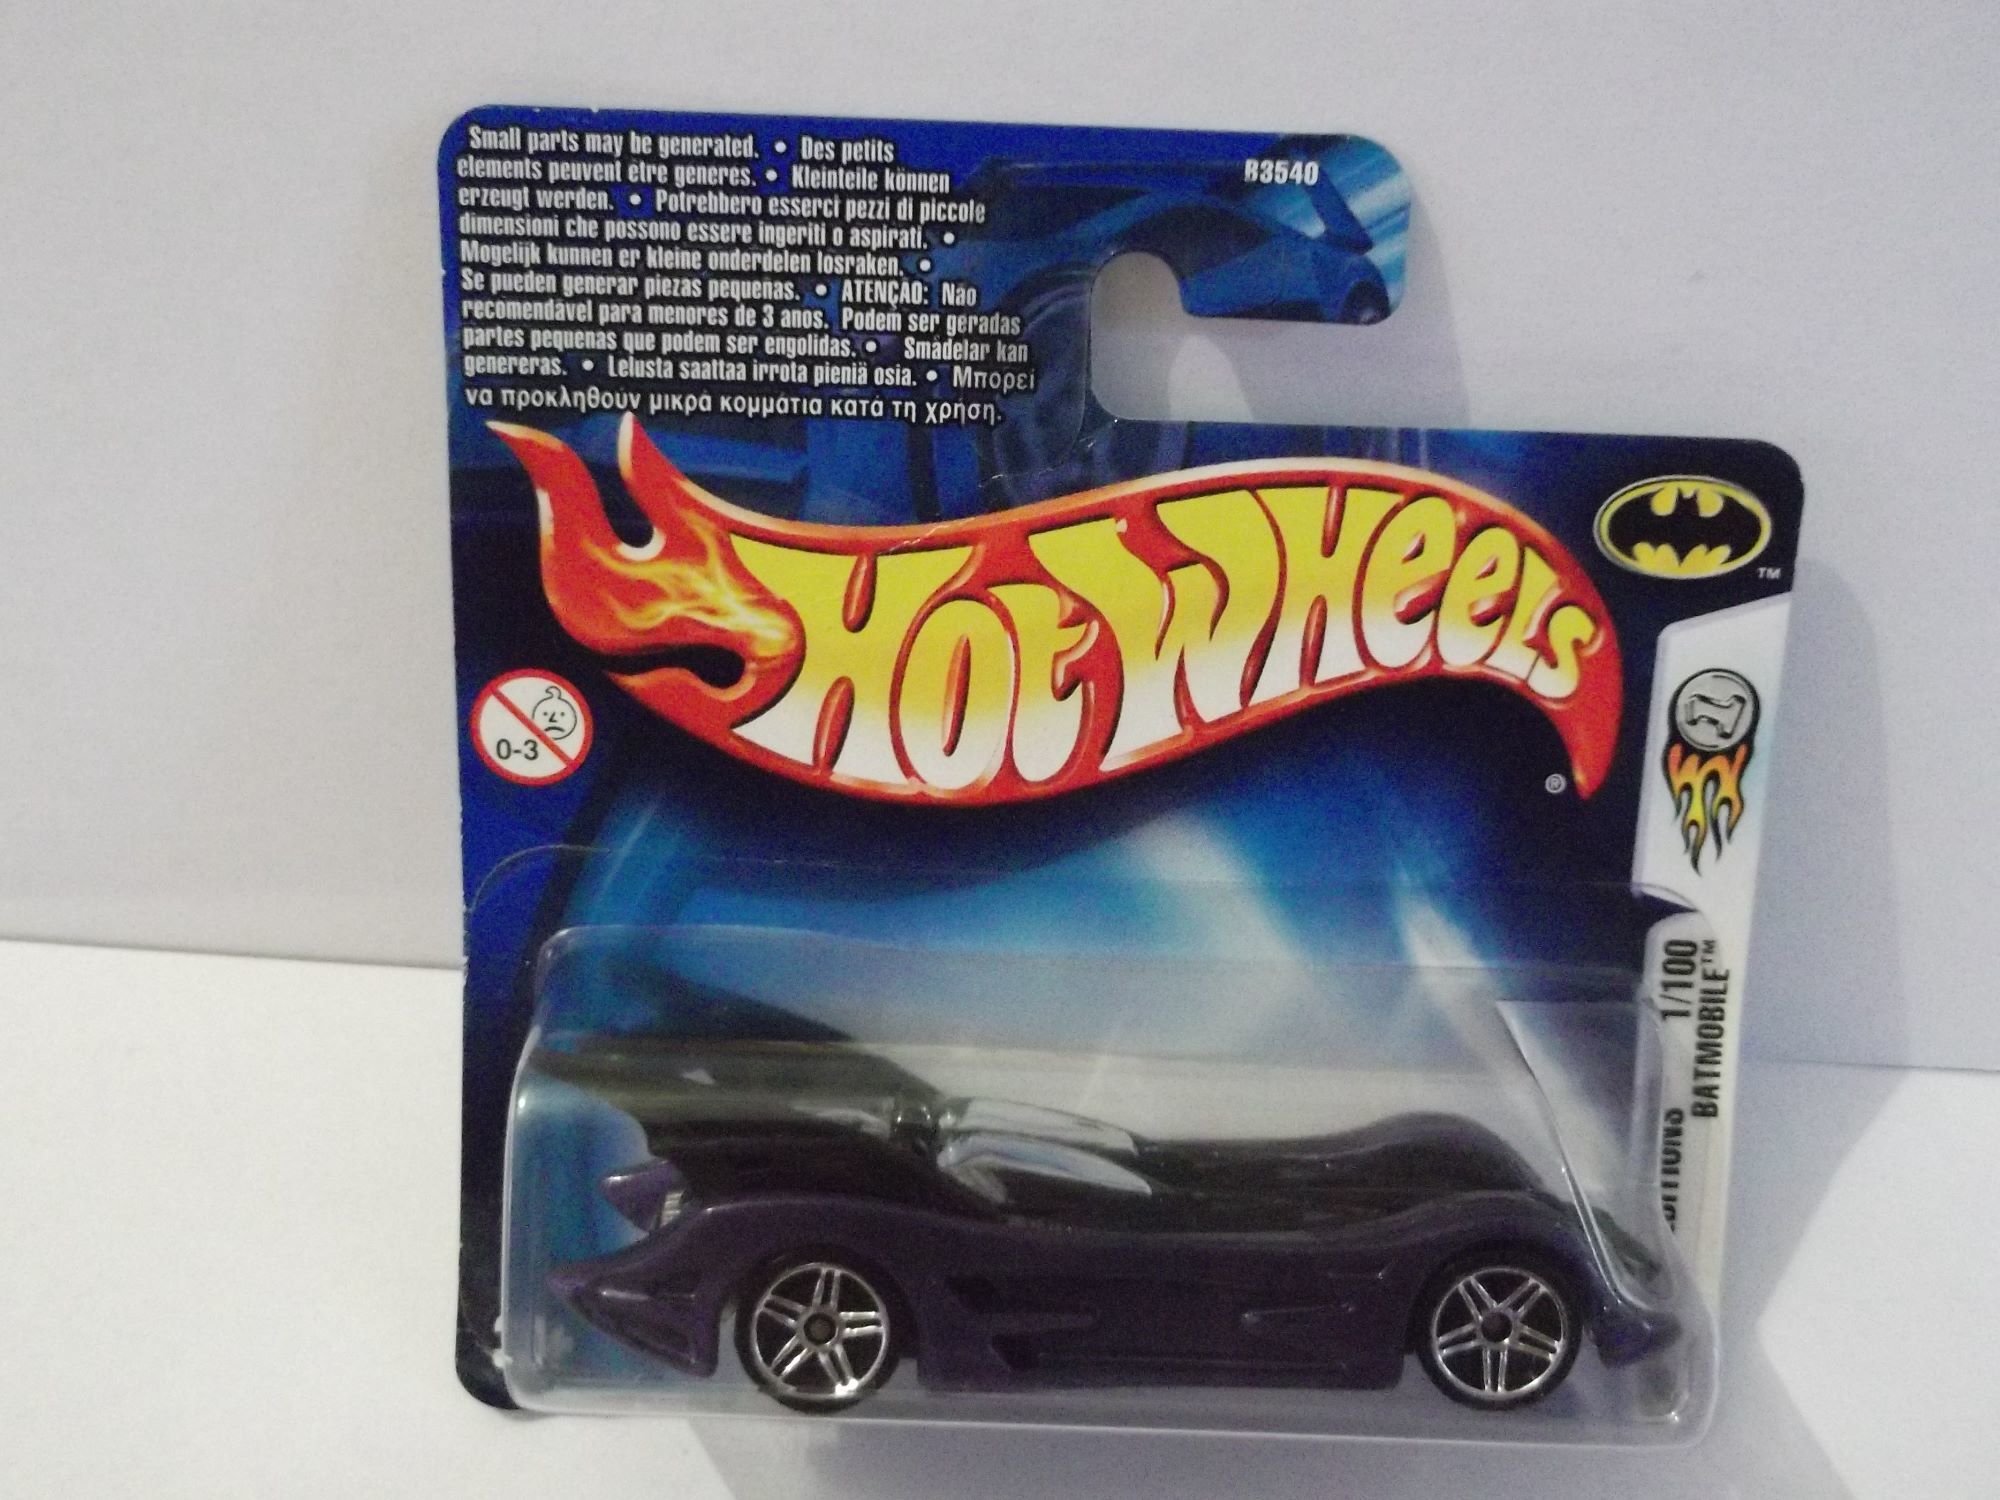 Small parts may be generated. • Des petits
elements peuvent etre generes. • Kleinteile können
erzeugt werden. • Potrebbero esserci pezzi di piccole
dimensioni che possono essere ingeriti o aspirati. •
Mogelijk kunnen er kleine onderdelen losraken. •
Se pueden generar piezas pequeñas. • ATENÇÃO: Não
recomendável para menores de 3 anos. Podem ser geradas
partes pequenas que podem ser engolidas. • Smådelar kan
genereras. • Lelusta saattaa irrota pieniä osia. • Μπορεί
να προκληθούν μικρά κομμάτια κατά τη χρήση.
B3540
HOT WHEELS
®
TM
0-3
1/100
BATMOBILE™